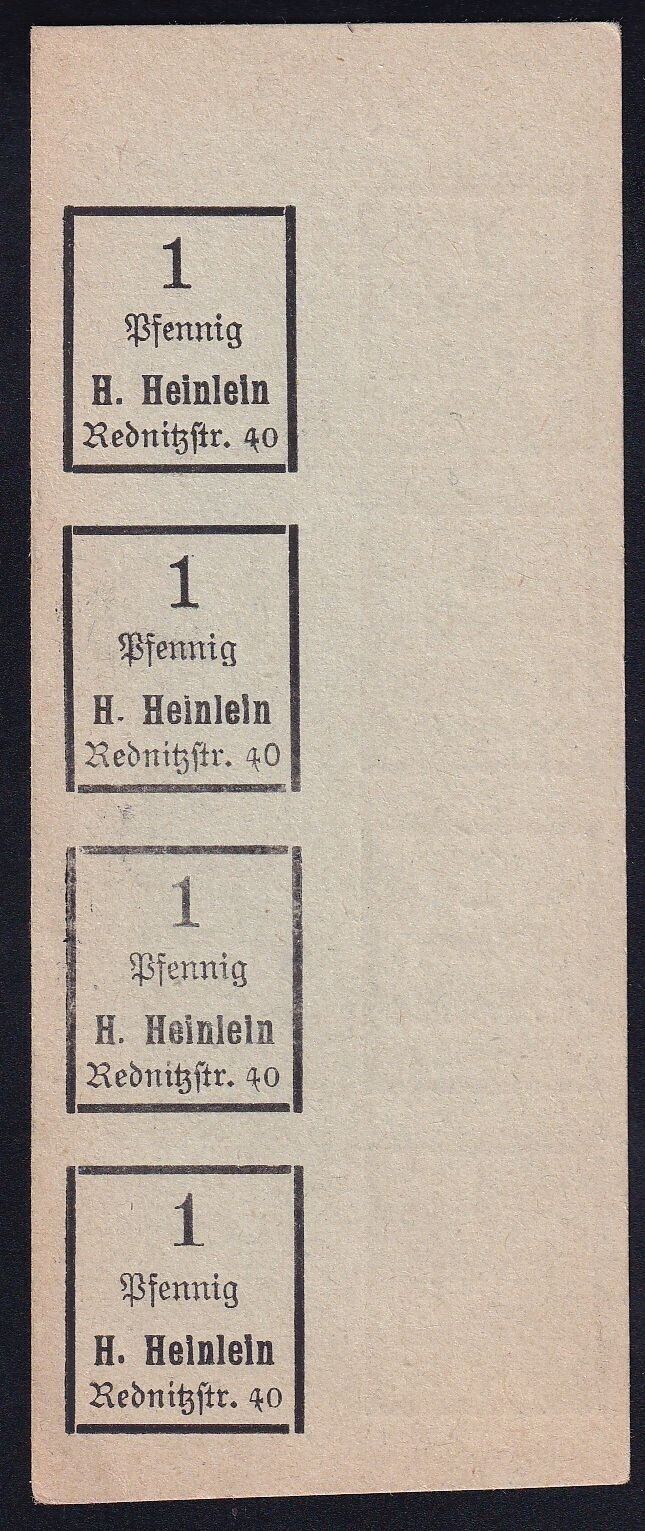 1
Pfennig
H. Heinlein
Rednitzstr. 40
1
Pfennig
H. Heinlein
Rednitzstr. 40
1
Pfennig
H. Heinlein
Rednitzstr. 40
1
Pfennig
H. Heinlein
Rednitzstr. 40